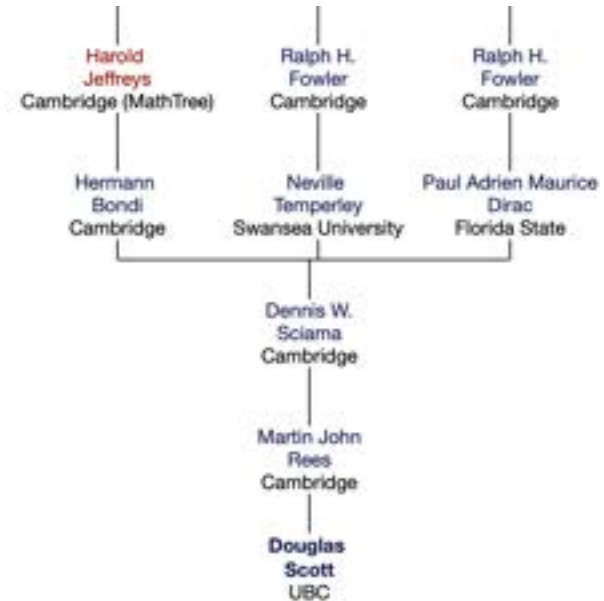 Harold
Jeffreys
Cambridge (MathTree)
Ralph H.
Fowler
Cambridge
Ralph H.
Fowler
Cambridge
Hermann
Bondi
Cambridge
Neville
Temperley
Swansea University
Paul Adrien Maurice
Dirac
Florida State
Dennis W.
Sciama
Cambridge
Martin John
Rees
Cambridge
Douglas
Scott
UBC